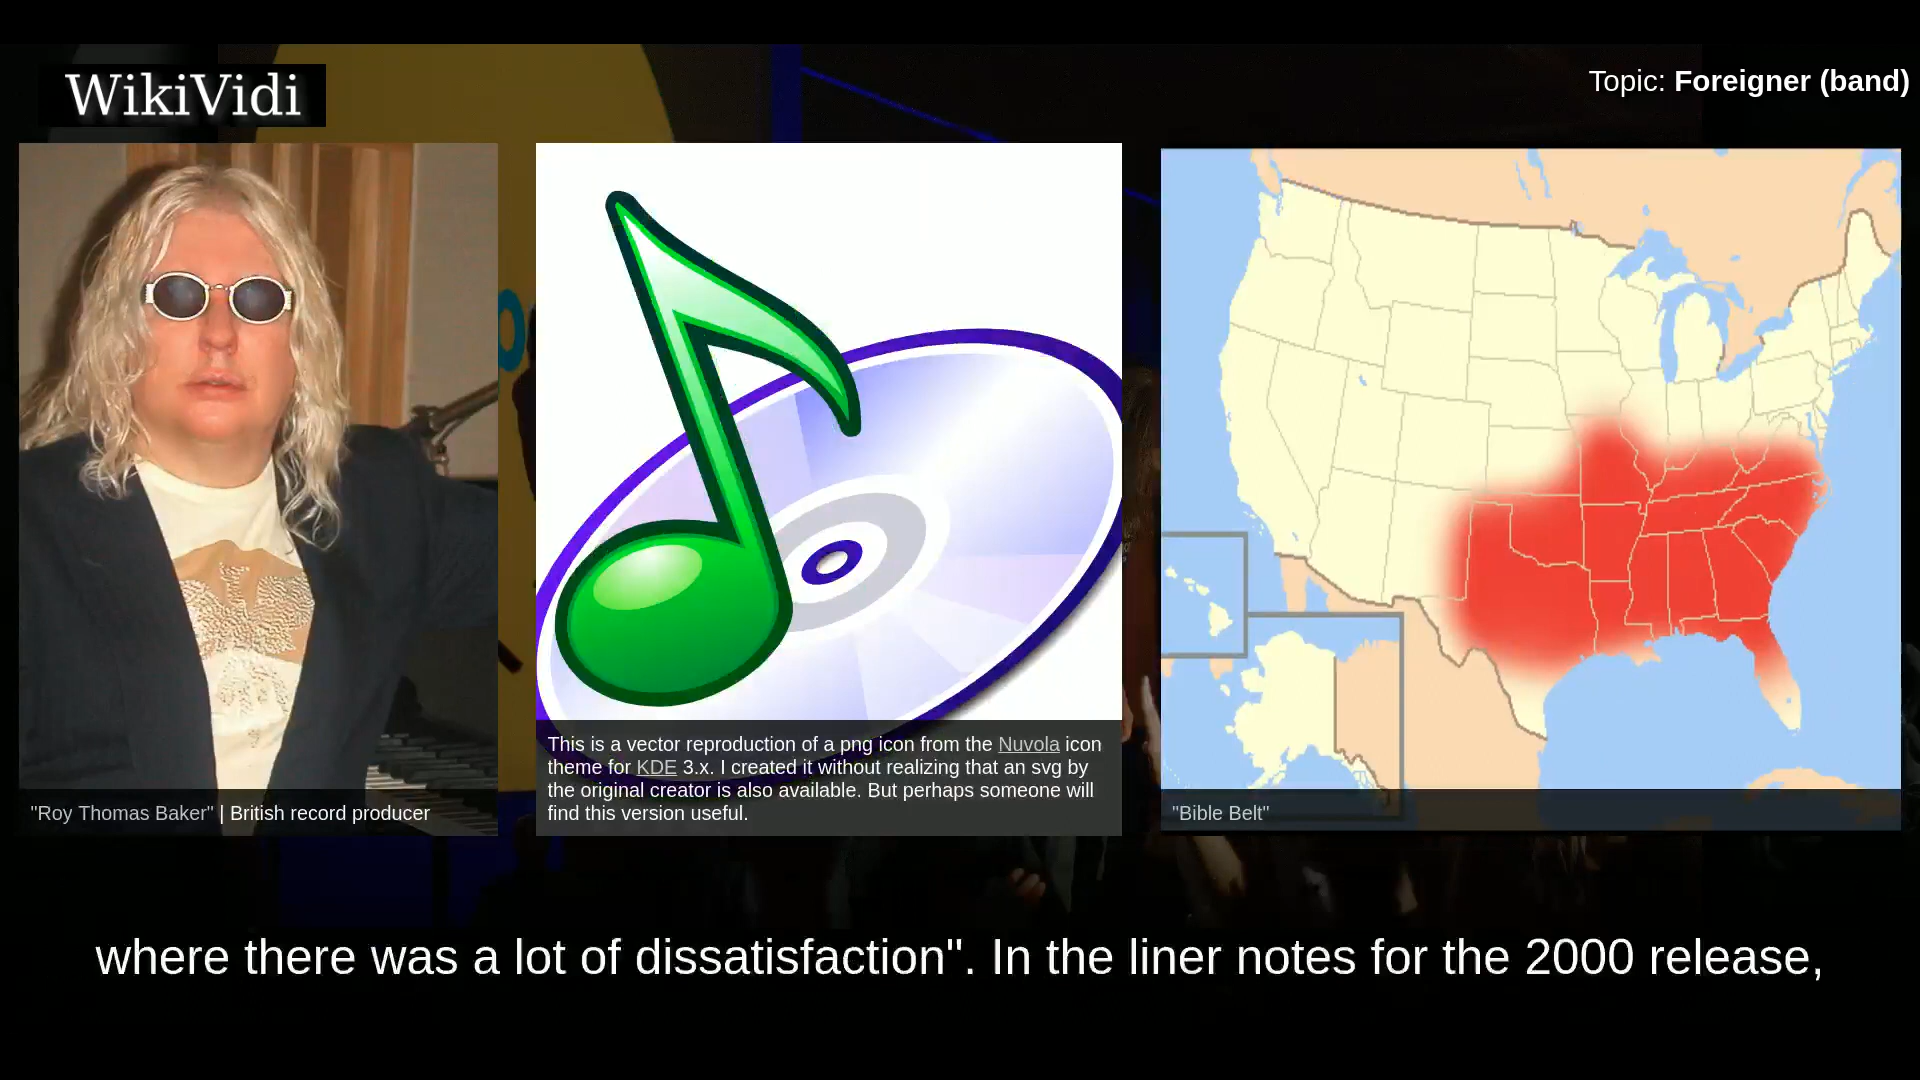 WikiVidi
Topic: Foreigner (band)
"Roy Thomas Baker" | British record producer
This is a vector reproduction of a png icon from the Nuvola icon
theme for KDE 3.x. I created it without realizing that an svg by
the original creator is also available. But perhaps someone will
find this version useful.
"Bible Belt"
where there was a lot of dissatisfaction". In the liner notes for the 2000 release,